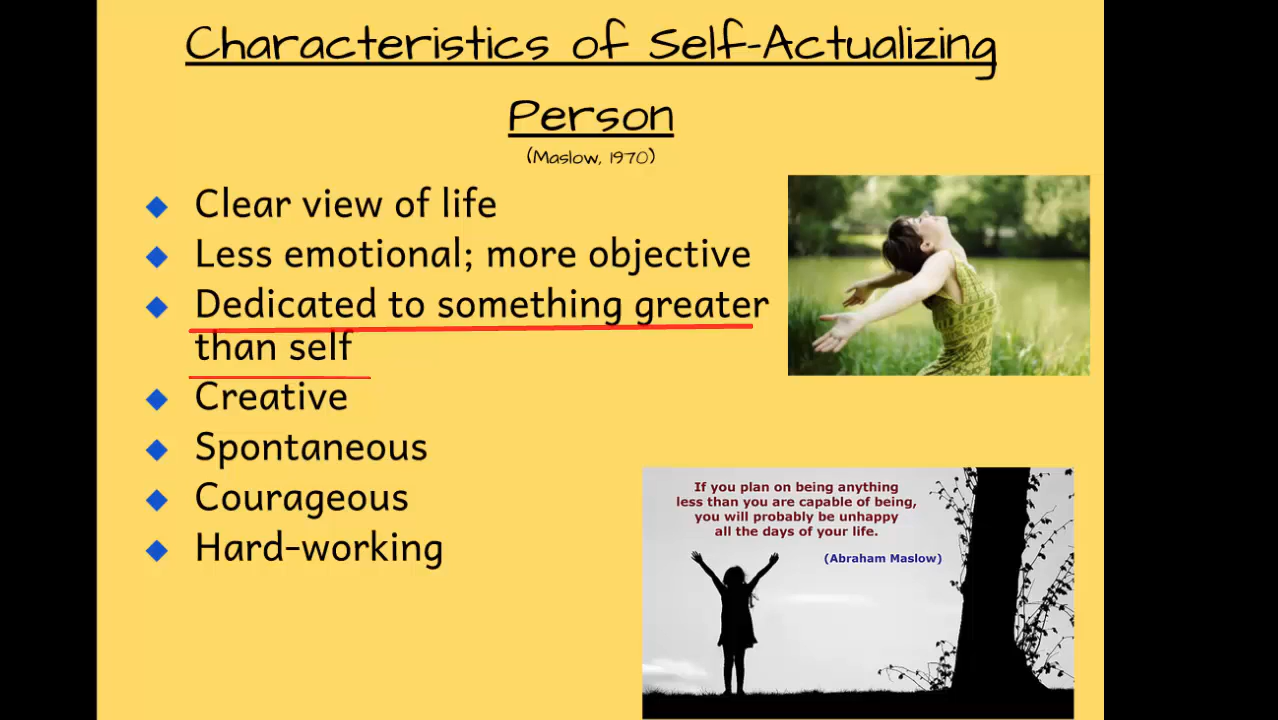 Characteristics of Self-Actualizing
Person
(Maslow, 1970)
Clear view of life
Less emotional; more objective
Dedicated to something greater
than self
Creative
Spontaneous
Courageous
Hard-working
If you plan on being anything
less than you are capable of being,
you will probably be unhappy
all the days of your life.
(Abraham Maslow)